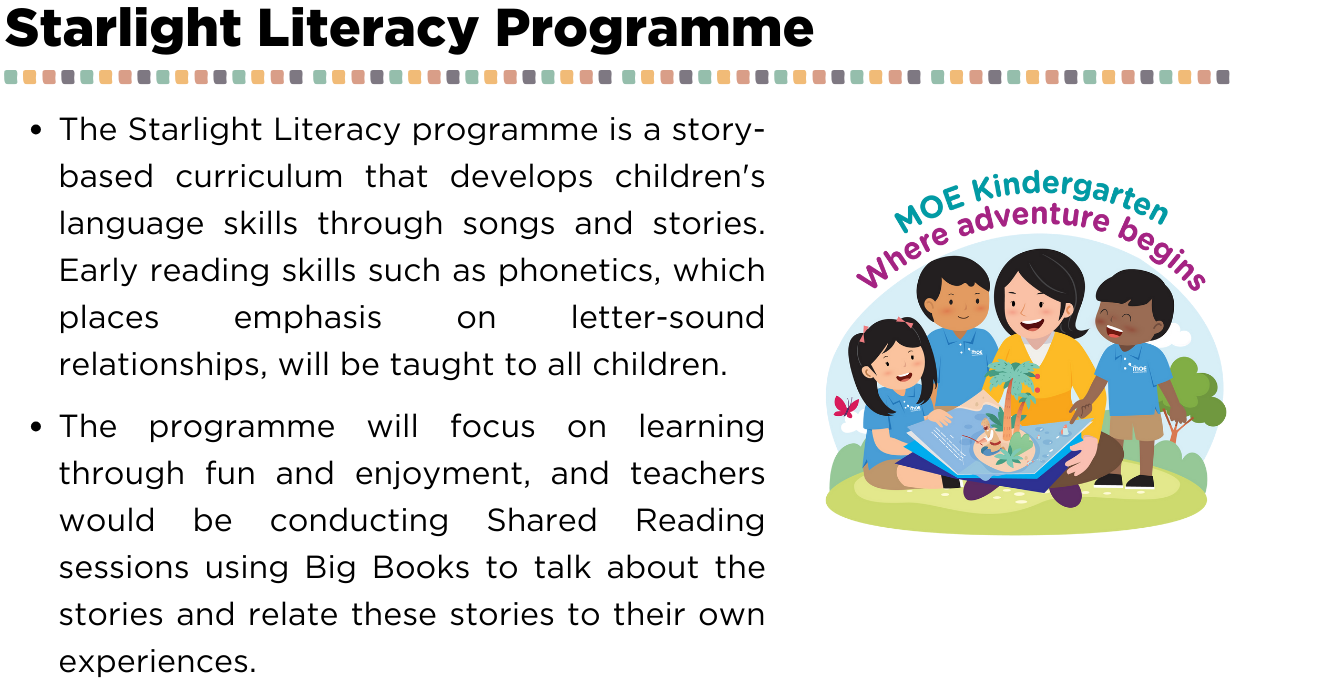 Starlight Literacy Programme
• The Starlight Literacy programme is a story-
based curriculum that develops children's
language skills through songs and stories.
Early reading skills such as phonetics, which
places emphasis on letter-sound
relationships, will be taught to all children.
• The programme will focus on learning
through fun and enjoyment, and teachers
would be conducting Shared Reading
sessions using Big Books to talk about the
stories and relate these stories to their own
experiences.
MOE Kindergarten
Where adventure begins
moe
moe
moe